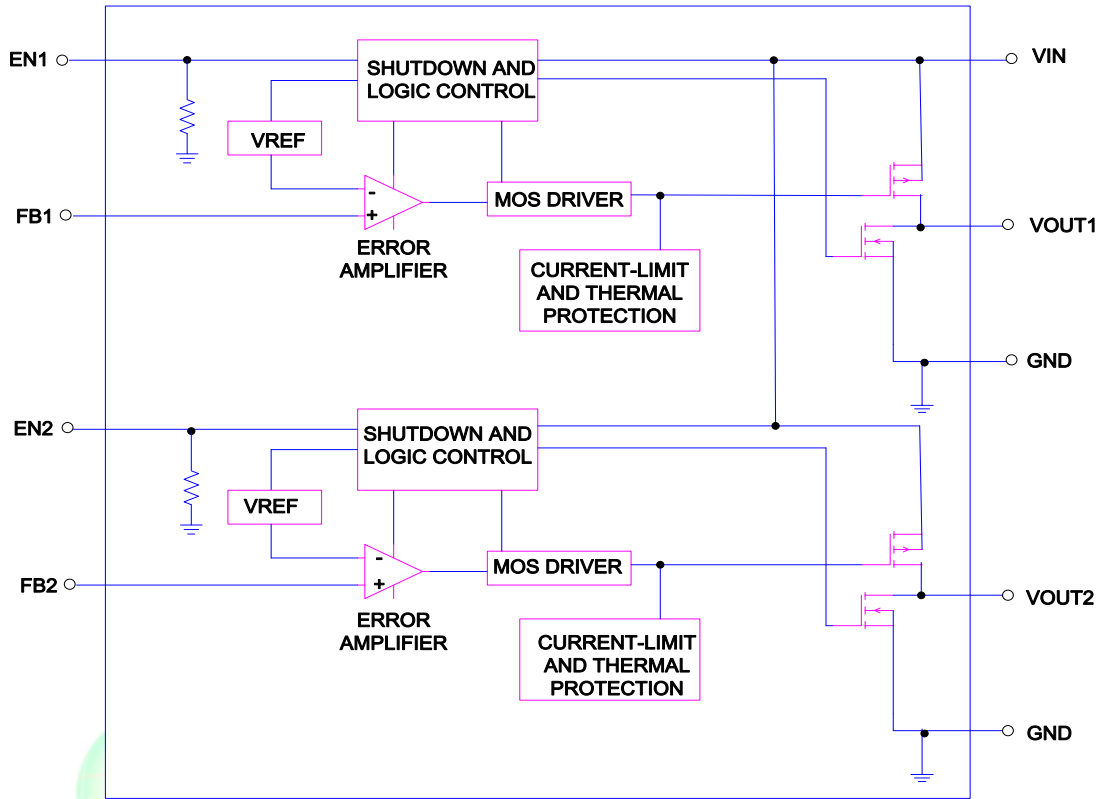 EN1
SHUTDOWN AND
LOGIC CONTROL
VIN
VREF
-
+
MOS DRIVER
FB1
VOUT1
ERROR
AMPLIFIER
CURRENT-LIMIT
AND THERMAL
PROTECTION
GND
EN2
SHUTDOWN AND
LOGIC CONTROL
VREF
-
+
MOS DRIVER
FB2
VOUT2
ERROR
AMPLIFIER
CURRENT-LIMIT
AND THERMAL
PROTECTION
GND